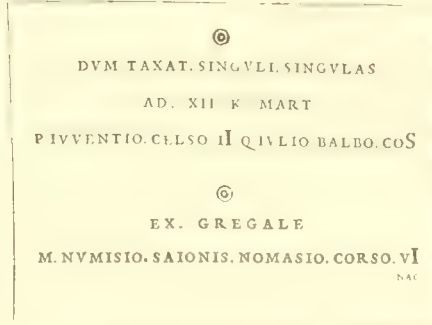 DVM TAXAT. SINGVLI. SINGVLAS
AD. XII K MART
P IVVENTIO. CELSO II Q IVLIO BALBO. COS
EX. GREGALE
M. NVMISIO. SAIONIS. NOMASIO. CORSO. VI
NAC